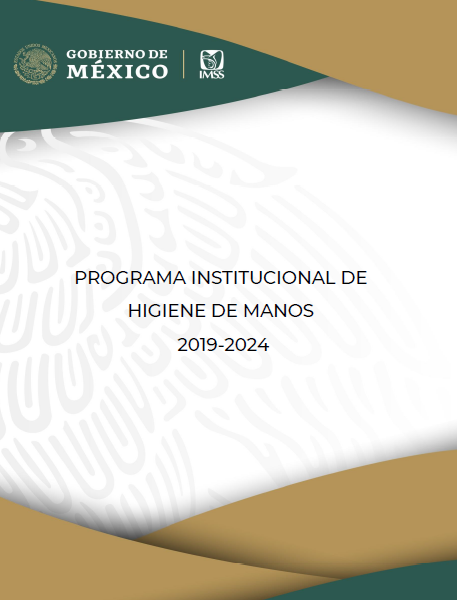 GOBIERNO DE
MÉXICO
IMSS
PROGRAMA INSTITUCIONAL DE
HIGIENE DE MANOS
2019-2024